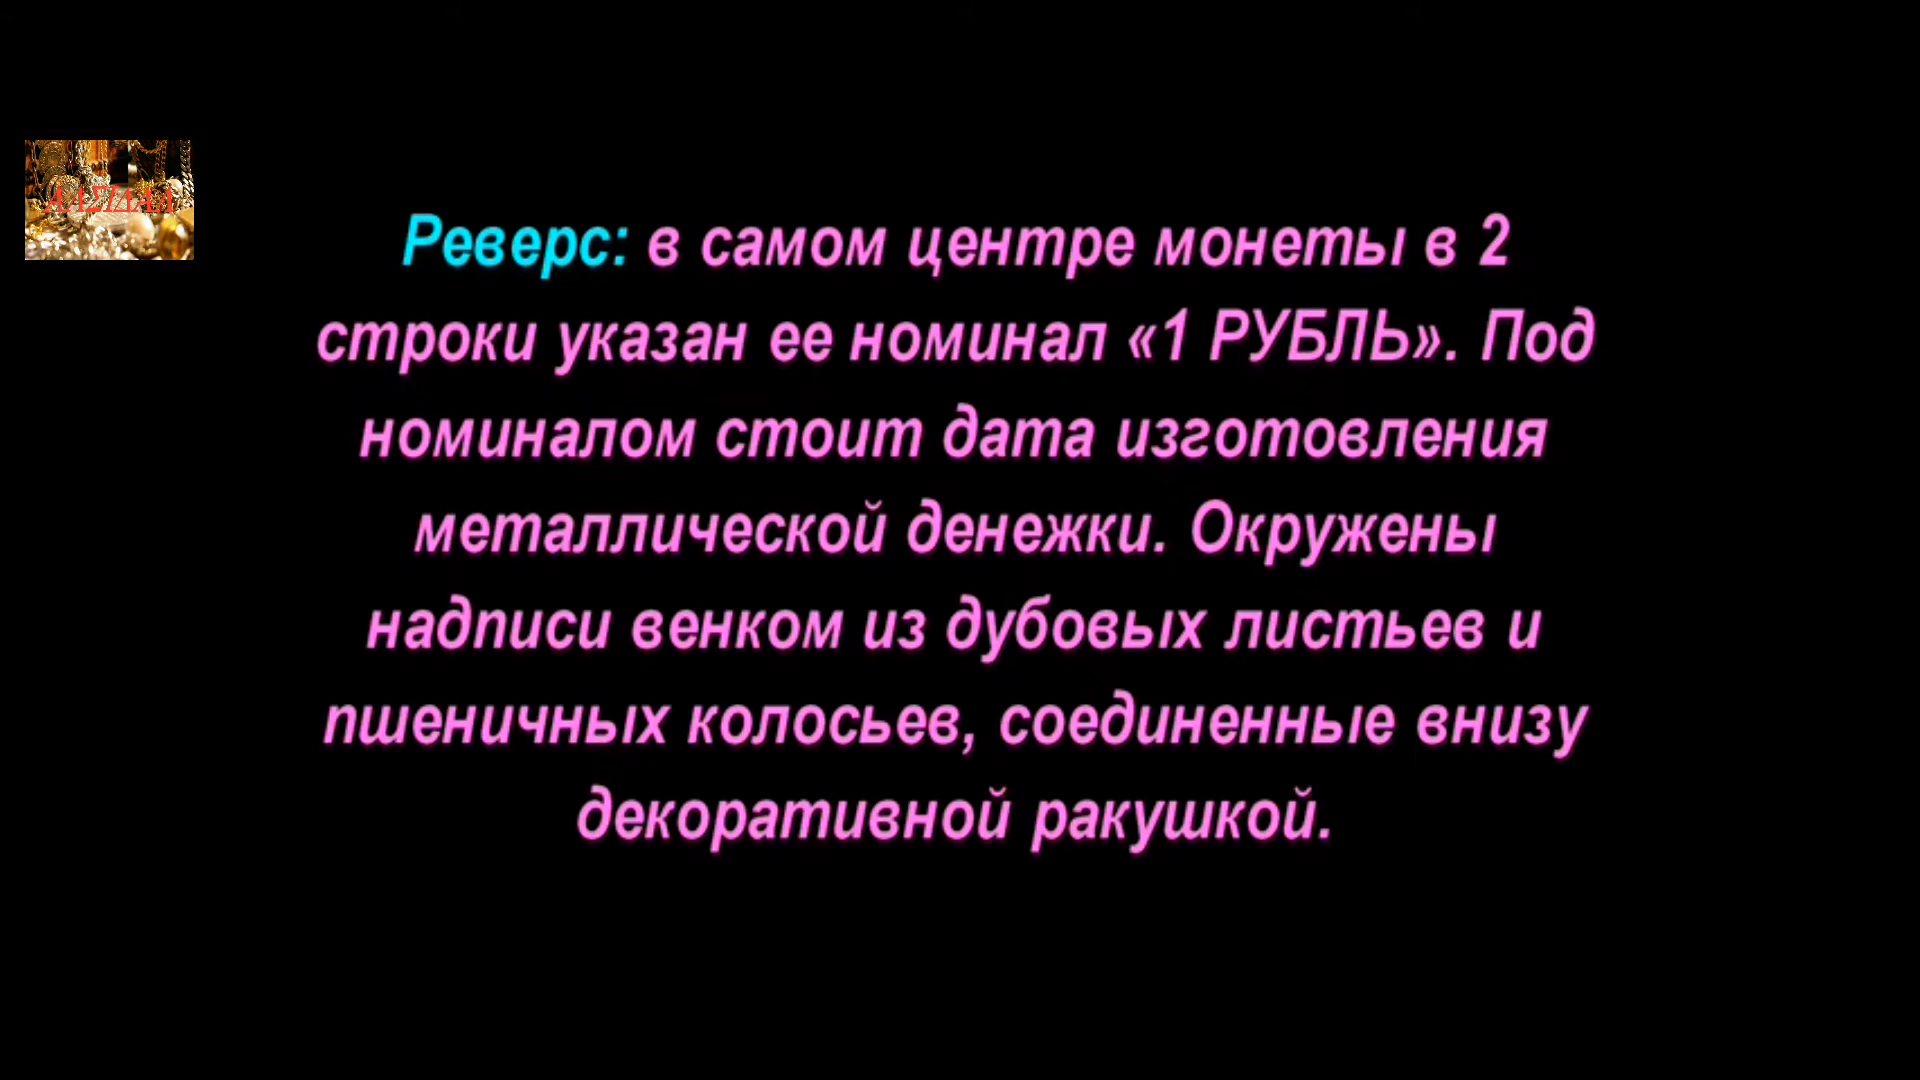 Реверс: в самом центре монеты в 2
строки указан ее номинал «1 РУБЛЬ». Под
номиналом стоит дата изготовления
металлической денежки. Окружены
надписи венком из дубовых листьев и
пшеничных колосьев, соединенные внизу
декоративной ракушкой.